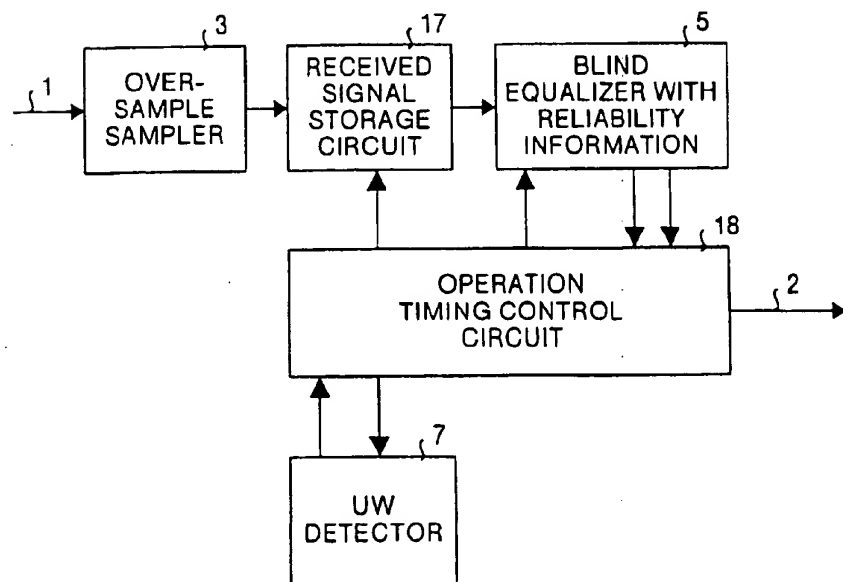 1
3
OVER-
SAMPLE
SAMPLER
17
RECEIVED
SIGNAL
STORAGE
CIRCUIT
5
BLIND
EQUALIZER WITH
RELIABILITY
INFORMATION
18
OPERATION
TIMING CONTROL
CIRCUIT
2
7
UW
DETECTOR